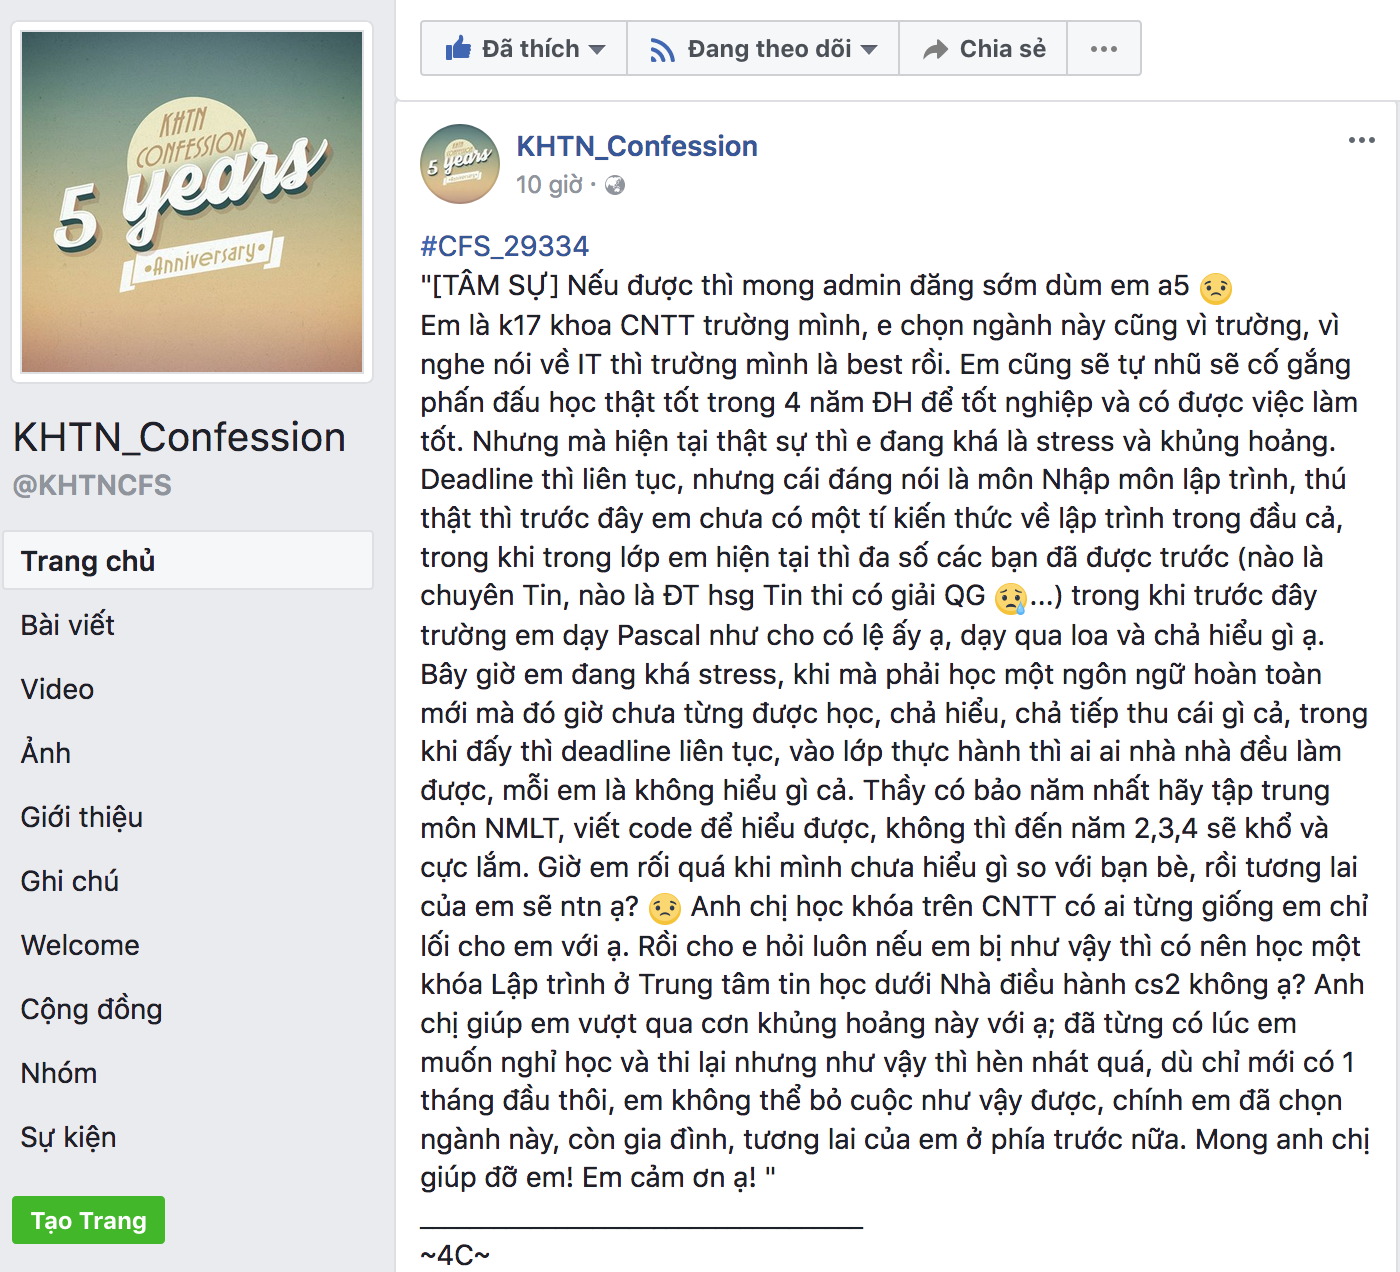 KHTN
CONFESSION
5 years
•Anniversary•
KHTN_Confession
@KHTNCFS
Trang chủ
Bài viết
Video
Ảnh
Giới thiệu
Ghi chú
Welcome
Cộng đồng
Nhóm
Sự kiện
Tạo Trang
Đã thích
Đang theo dõi
Chia sẻ
KHTN
CONFESSION
5 years
KHTN_Confession
10 giờ ·
#CFS_29334
"[TÂM SỰ] Nếu được thì mong admin đăng sớm dùm em a5 😟
Em là k17 khoa CNTT trường mình, e chọn ngành này cũng vì trường, vì
nghe nói về IT thì trường mình là best rồi. Em cũng sẽ tự nhũ sẽ cố gắng
phấn đấu học thật tốt trong 4 năm ĐH để tốt nghiệp và có được việc làm
tốt. Nhưng mà hiện tại thật sự thì e đang khá là stress và khủng hoảng.
Deadline thì liên tục, nhưng cái đáng nói là môn Nhập môn lập trình, thú
thật thì trước đây em chưa có một tí kiến thức về lập trình trong đầu cả,
trong khi trong lớp em hiện tại thì đa số các bạn đã được trước (nào là
chuyên Tin, nào là ĐT hsg Tin thi có giải QG 😢...) trong khi trước đây
trường em dạy Pascal như cho có lệ ấy ạ, dạy qua loa và chả hiểu gì ạ.
Bây giờ em đang khá stress, khi mà phải học một ngôn ngữ hoàn toàn
mới mà đó giờ chưa từng được học, chả hiểu, chả tiếp thu cái gì cả, trong
khi đấy thì deadline liên tục, vào lớp thực hành thì ai ai nhà nhà đều làm
được, mỗi em là không hiểu gì cả. Thầy có bảo năm nhất hãy tập trung
môn NMLT, viết code để hiểu được, không thì đến năm 2,3,4 sẽ khổ và
cực lắm. Giờ em rối quá khi mình chưa hiểu gì so với bạn bè, rồi tương lai
của em sẽ ntn ạ? 😟 Anh chị học khóa trên CNTT có ai từng giống em chỉ
lối cho em với ạ. Rồi cho e hỏi luôn nếu em bị như vậy thì có nên học một
khóa Lập trình ở Trung tâm tin học dưới Nhà điều hành cs2 không ạ? Anh
chị giúp em vượt qua cơn khủng hoảng này với ạ; đã từng có lúc em
muốn nghỉ học và thi lại nhưng như vậy thì hèn nhát quá, dù chỉ mới có 1
tháng đầu thôi, em không thể bỏ cuộc như vậy được, chính em đã chọn
ngành này, còn gia đình, tương lai của em ở phía trước nữa. Mong anh chị
giúp đỡ em! Em cảm ơn ạ! "
~4C~